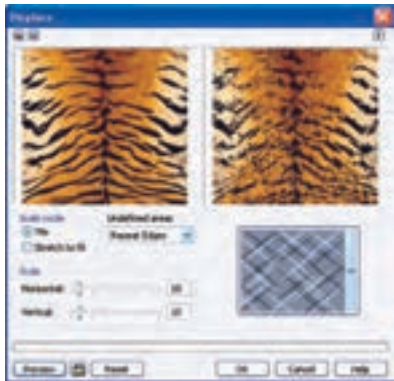 Displace
Scale mode
Tile
Stretch to fit
Undefined areas
Repeat Edges
Scale
Horizontal:
Vertical:
Preview
Reset
OK
Cancel
Help